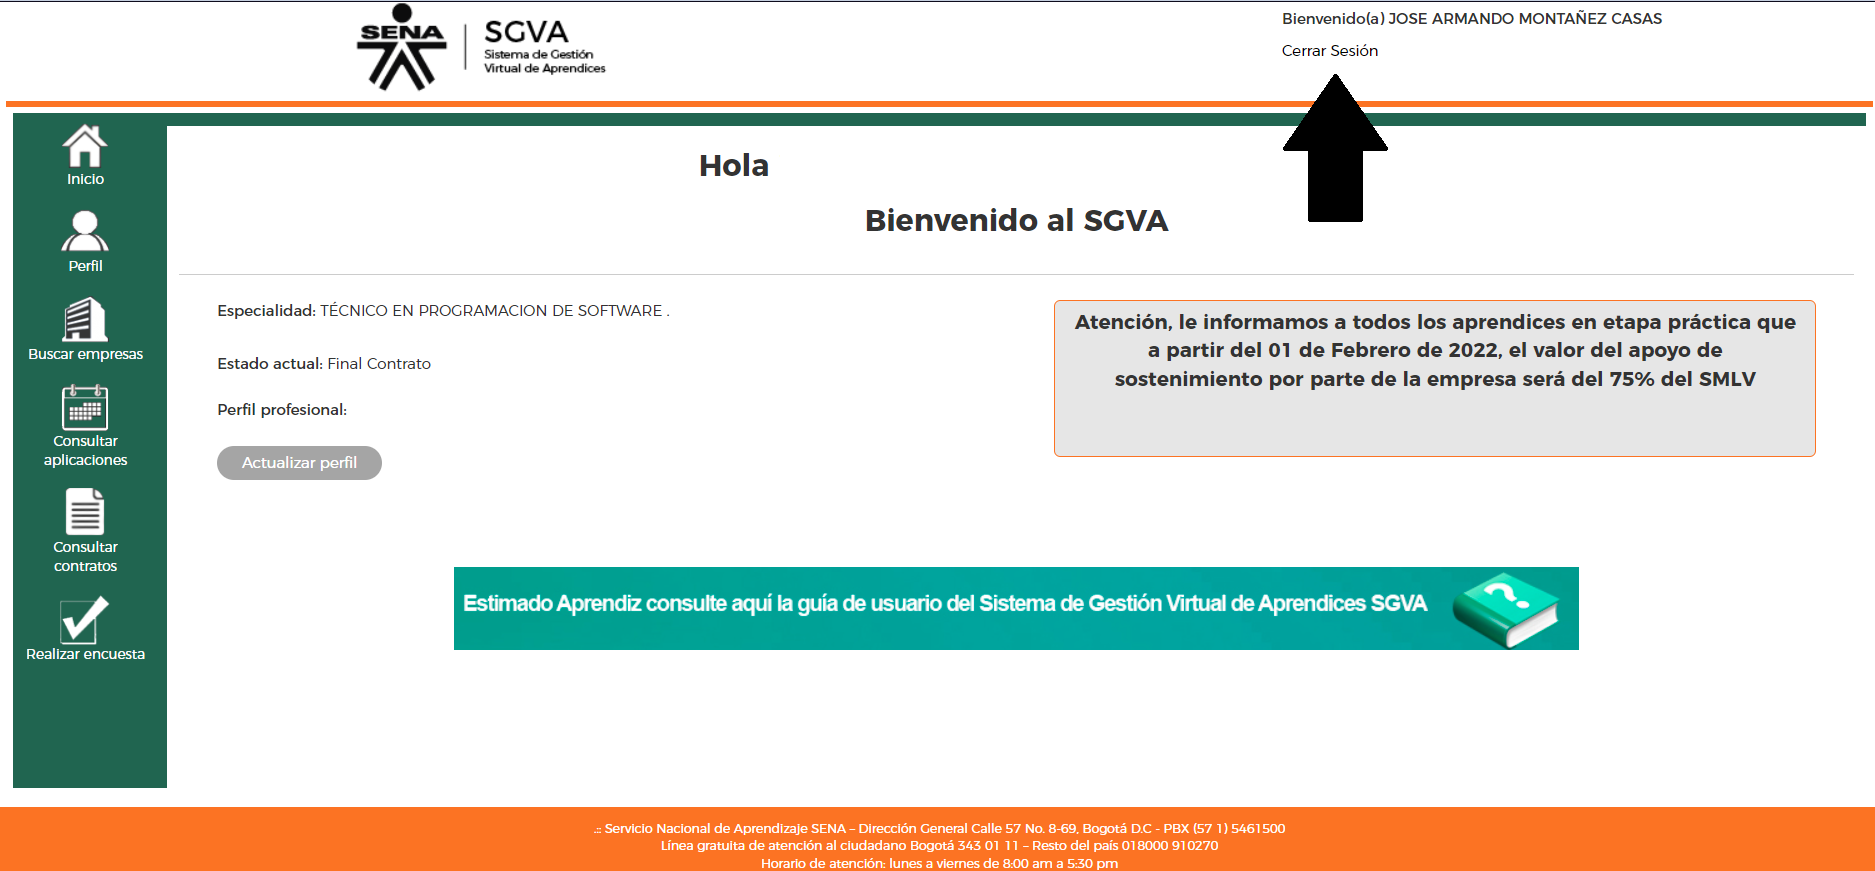 SENA
SGVA
Sistema de Gestión
Virtual de Aprendices
Bienvenido(a) JOSE ARMANDO MONTAÑEZ CASAS
Cerrar Sesión
Inicio
Perfil
Buscar empresas
Consultar
aplicaciones
Consultar
contratos
Realizar encuesta
Hola
Bienvenido al SGVA
Especialidad: TÉCNICO EN PROGRAMACION DE SOFTWARE .
Estado actual: Final Contrato
Perfil profesional:
Actualizar perfil
Atención, le informamos a todos los aprendices en etapa práctica que
a partir del 01 de Febrero de 2022, el valor del apoyo de
sostenimiento por parte de la empresa será del 75% del SMLV
Estimado Aprendiz consulte aquí la guía de usuario del Sistema de Gestión Virtual de Aprendices SGVA
.:: Servicio Nacional de Aprendizaje SENA – Dirección General Calle 57 No. 8-69, Bogotá D.C - PBX (57 1) 5461500
Línea gratuita de atención al ciudadano Bogotá 343 01 11 – Resto del país 018000 910270
Horario de atención: lunes a viernes de 8:00 am a 5:30 pm